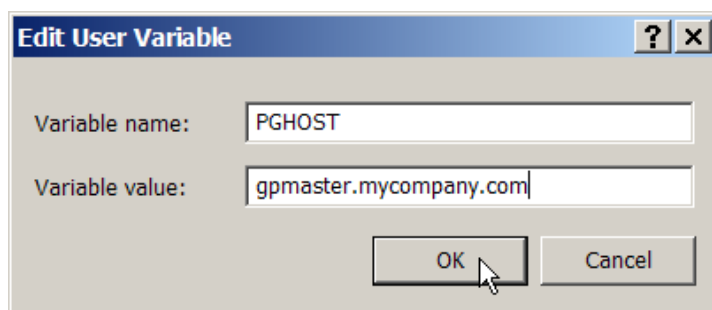 Edit User Variable
Variable name: PGHOST
Variable value: gpmaster.mycompany.com
OK Cancel